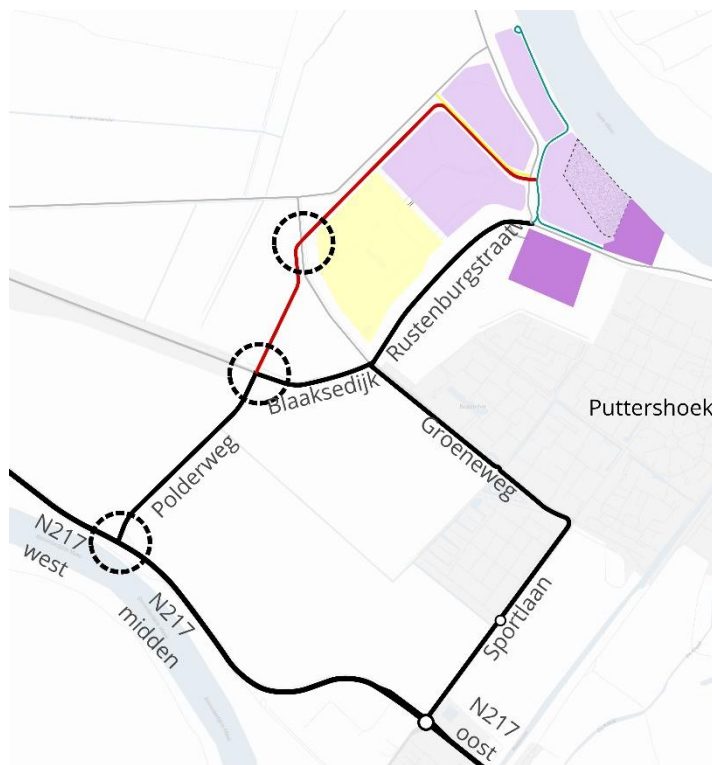 Rustenburgstraat
Blaaksedijk
Puttershoek
Groeneweg
Polderweg
N217
west
N217
midden
Sportlaan
N217
oost